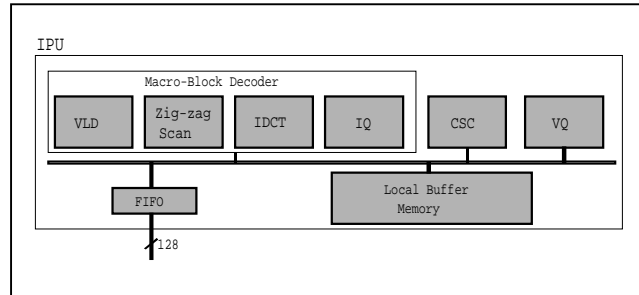 IPU
Macro-Block Decoder
VLD
Zig-zag
Scan
IDCT
IQ
CSC
VQ
FIFO
Local Buffer
Memory
128